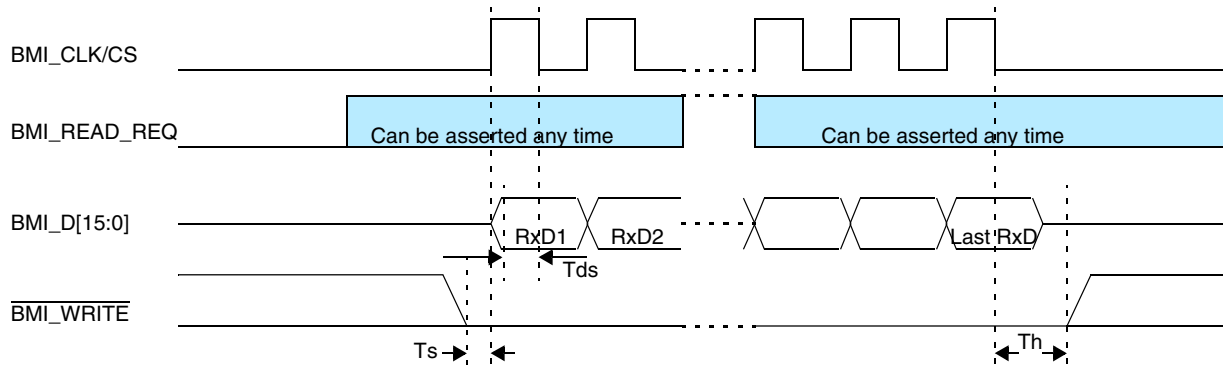 BMI_CLK/CS
BMI_READ_REQ
Can be asserted any time
Can be asserted any time
BMI_D[15:0]
RxD1
RxD2
Last RxD
Tds
BMI_WRITE
Ts
Th